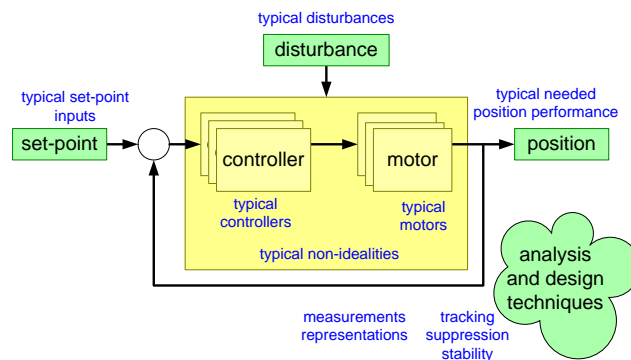 typical disturbances
disturbance
typical set-point
inputs
typical needed
position performance
set-point
controller
motor
position
typical
controllers
typical
motors
typical non-idealities
analysis
and design
techniques
measurements
representations
tracking
suppression
stability